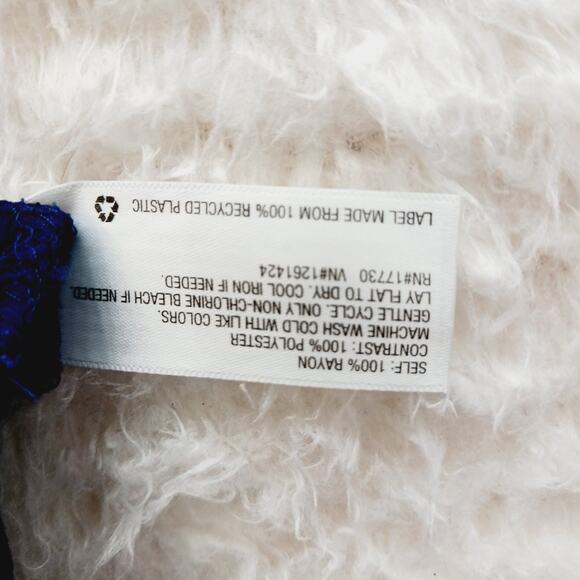 SELF: 100% RAYON
CONTRAST: 100% POLYESTER
MACHINE WASH COLD WITH LIKE COLORS.
GENTLE CYCLE. ONLY NON-CHLORINE BLEACH IF NEEDED.
LAY FLAT TO DRY. COOL IRON IF NEEDED.
RN#17730 VN#1261424
LABEL MADE FROM 100% RECYCLED PLASTIC